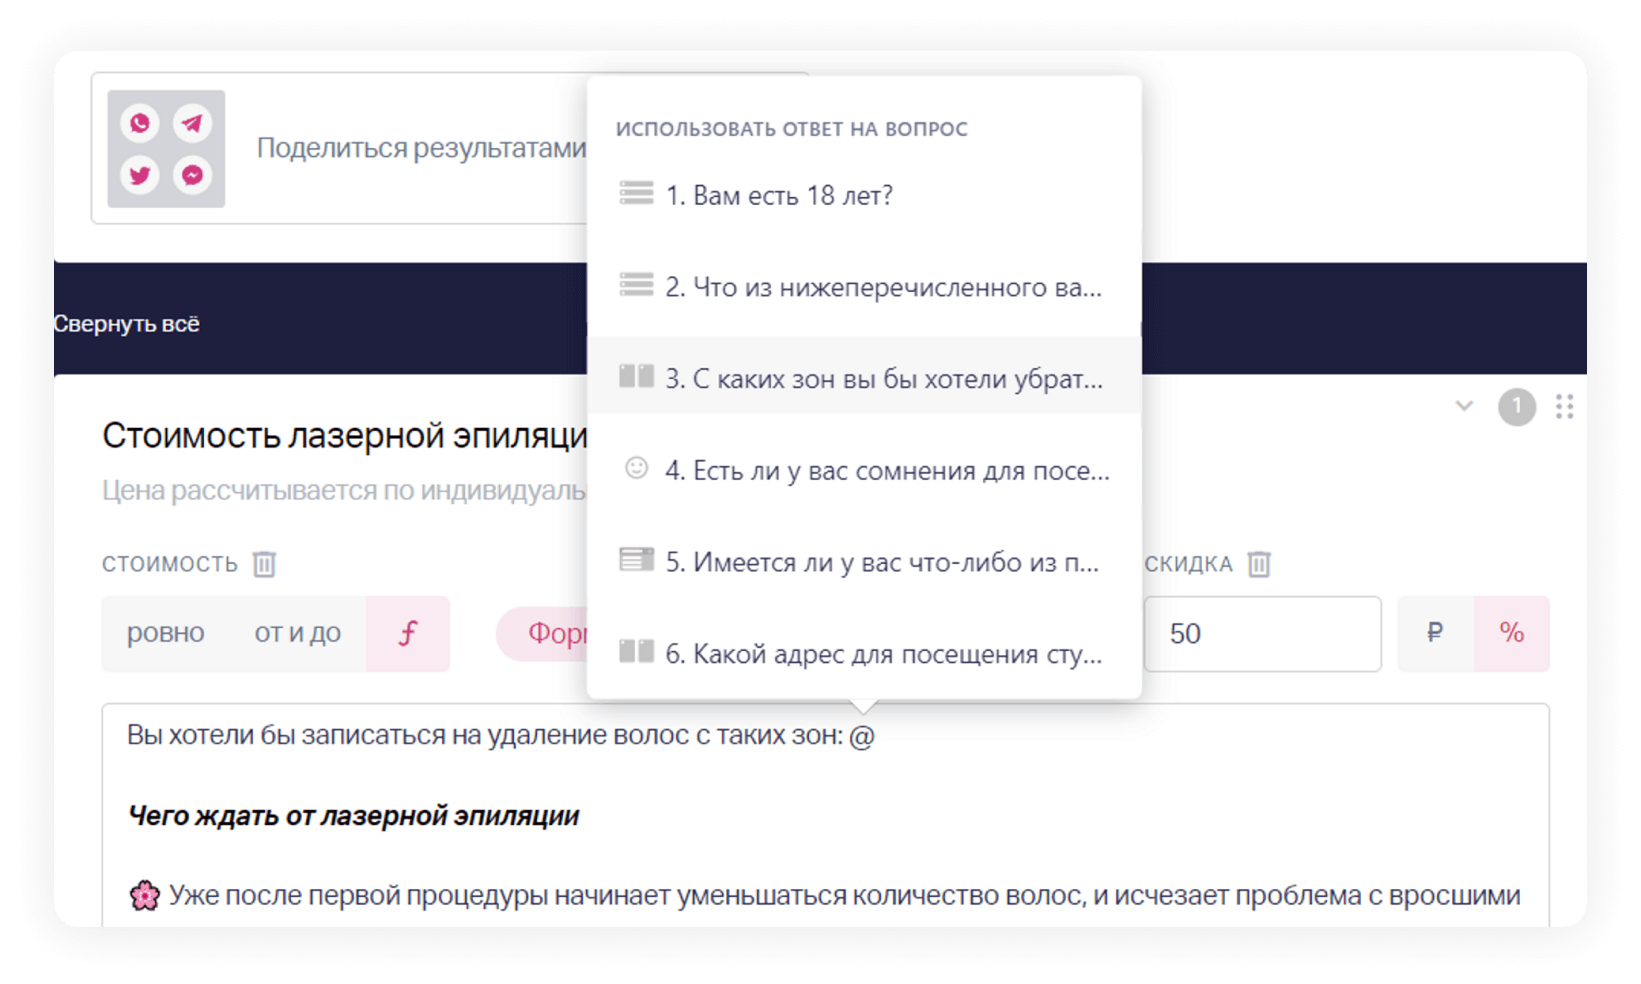 Поделиться результатами
ИСПОЛЬЗОВАТЬ ОТВЕТ НА ВОПРОС
1. Вам есть 18 лет?
2. Что из нижеперечисленного ва...
3. С каких зон вы бы хотели убрат...
4. Есть ли у вас сомнения для посе...
5. Имеется ли у вас что-либо из п...
6. Какой адрес для посещения сту...
Свернуть всё
1
Стоимость лазерной эпиляци
Цена рассчитывается по индивидуаль
СТОИМОСТЬ
СКИДКА
ровно от и до ƒ
Фор
50 ₽ %
Вы хотели бы записаться на удаление волос с таких зон: @
Чего ждать от лазерной эпиляции
🌸 Уже после первой процедуры начинает уменьшаться количество волос, и исчезает проблема с вросшими